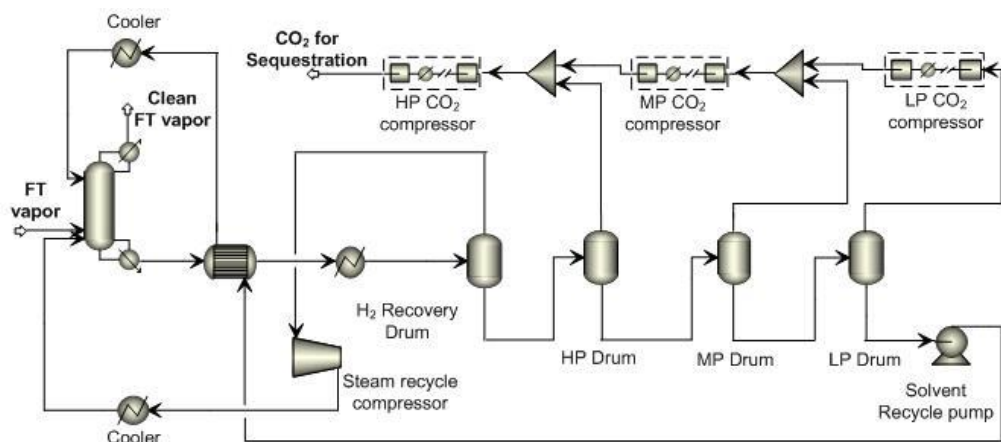 Cooler
CO₂ for
Sequestration
HP CO₂
compressor
MP CO₂
compressor
LP CO₂
compressor
Clean
FT vapor
FT
vapor
H₂ Recovery
Drum
HP Drum
MP Drum
LP Drum
Steam recycle
compressor
Solvent
Recycle pump
Cooler